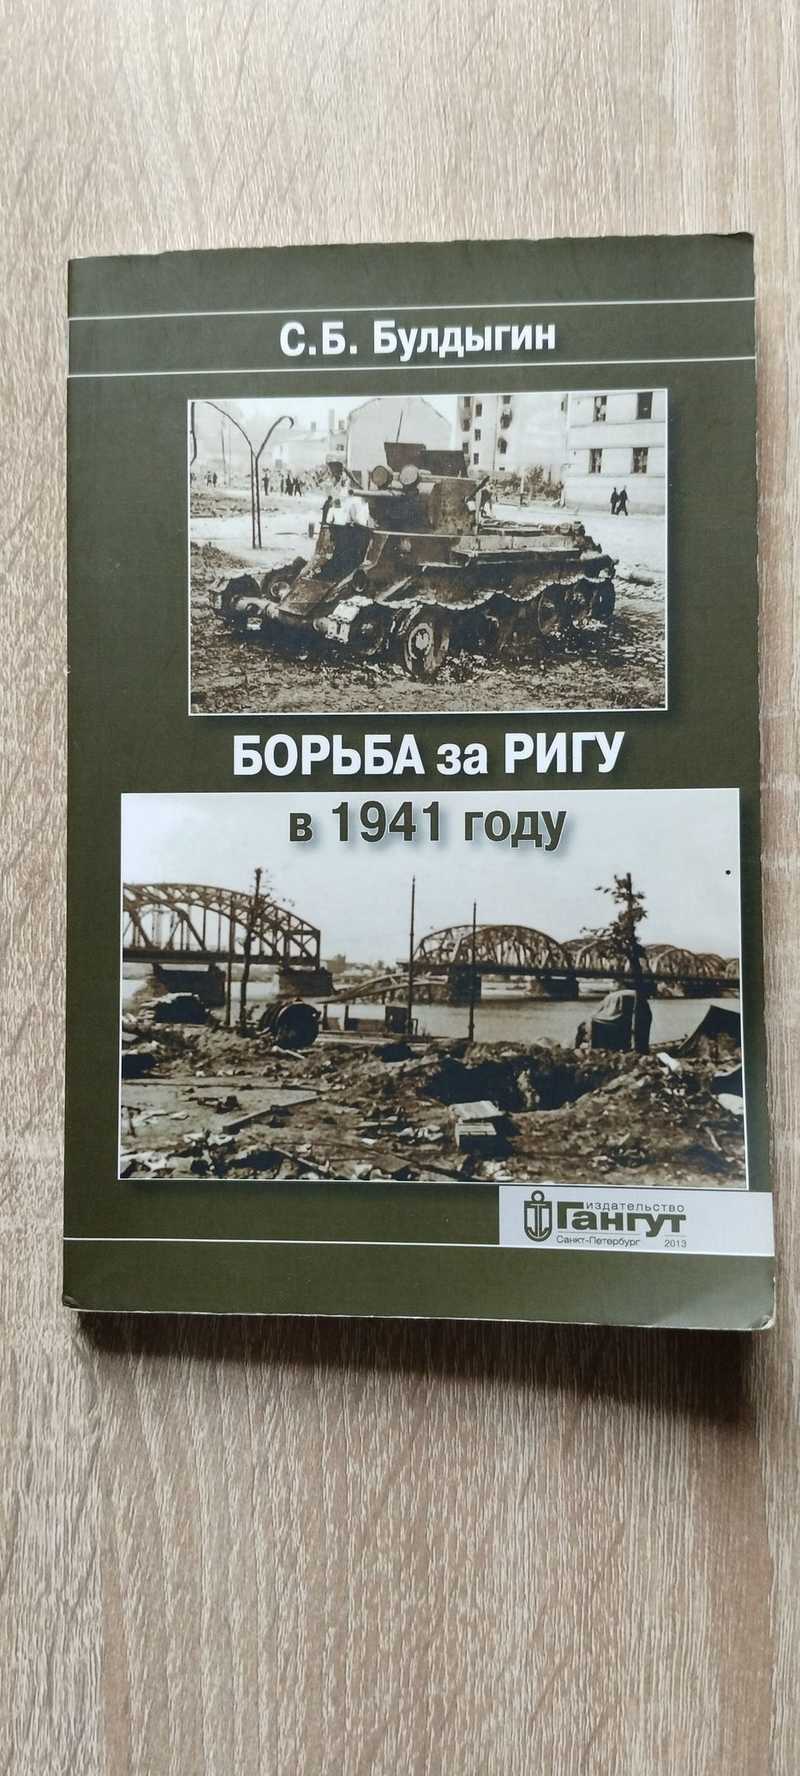 С.Б. Булдыгин
БОРЬБА за РИГУ
в 1941 году
издательство
Гангут
Санкт-Петербург 2013